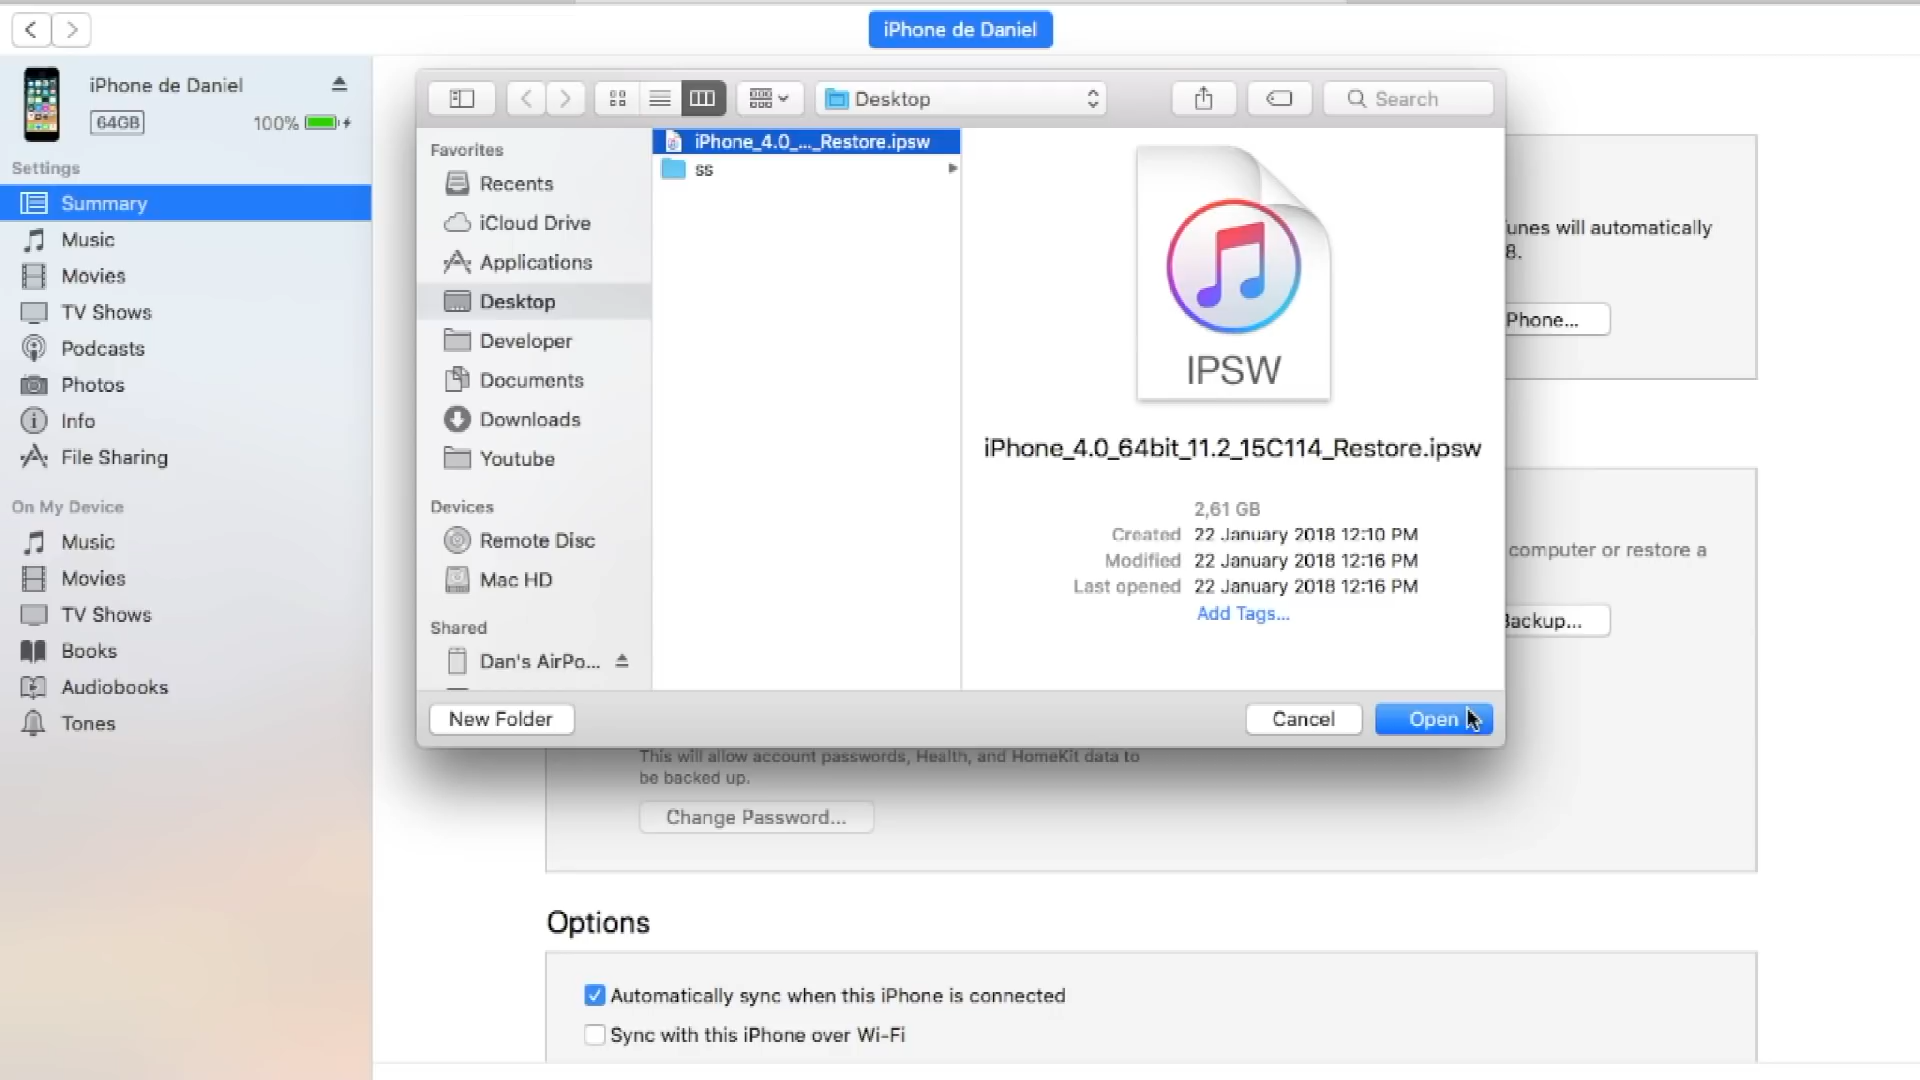 iPhone de Daniel
iPhone de Daniel
64GB
100%
Settings
Summary
Music
Movies
TV Shows
Podcasts
Photos
Info
File Sharing
On My Device
Music
Movies
TV Shows
Books
Audiobooks
Tones
Desktop
Search
Favorites
Recents
iCloud Drive
Applications
Desktop
Developer
Documents
Downloads
Youtube
Devices
Remote Disc
Mac HD
Shared
Dan's AirPo...
iPhone_4.0_..._Restore.ipsw
ss
IPSW
iPhone_4.0_64bit_11.2_15C114_Restore.ipsw
2,61 GB
Created 22 January 2018 12:10 PM
Modified 22 January 2018 12:16 PM
Last opened 22 January 2018 12:16 PM
Add Tags...
New Folder
Cancel
Open
unes will automatically
8.
Phone...
computer or restore a
Backup...
This will allow account passwords, Health, and HomeKit data to
be backed up.
Change Password...
Options
Automatically sync when this iPhone is connected
Sync with this iPhone over Wi-Fi